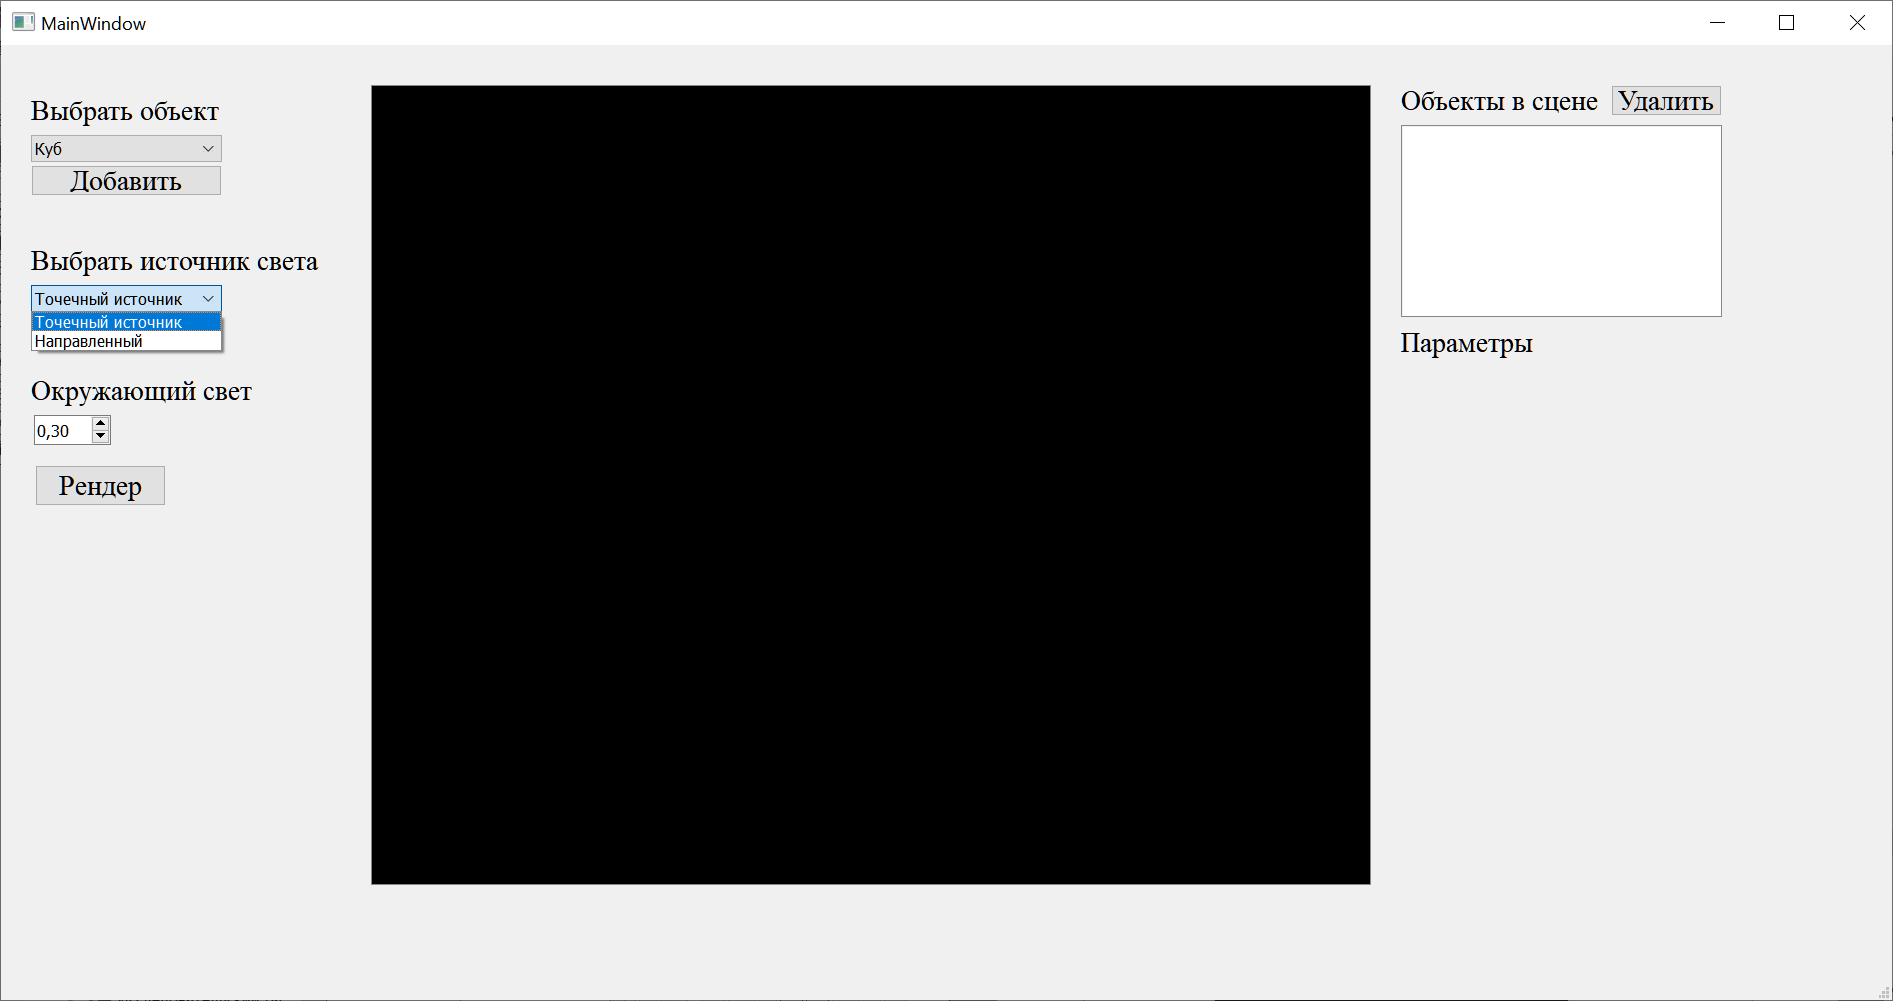 MainWindow
Выбрать объект
Куб
Добавить
Выбрать источник света
Точечный источник
Точечный источник
Направленный
Окружающий свет
0,30
Рендер
Объекты в сцене
Удалить
Параметры